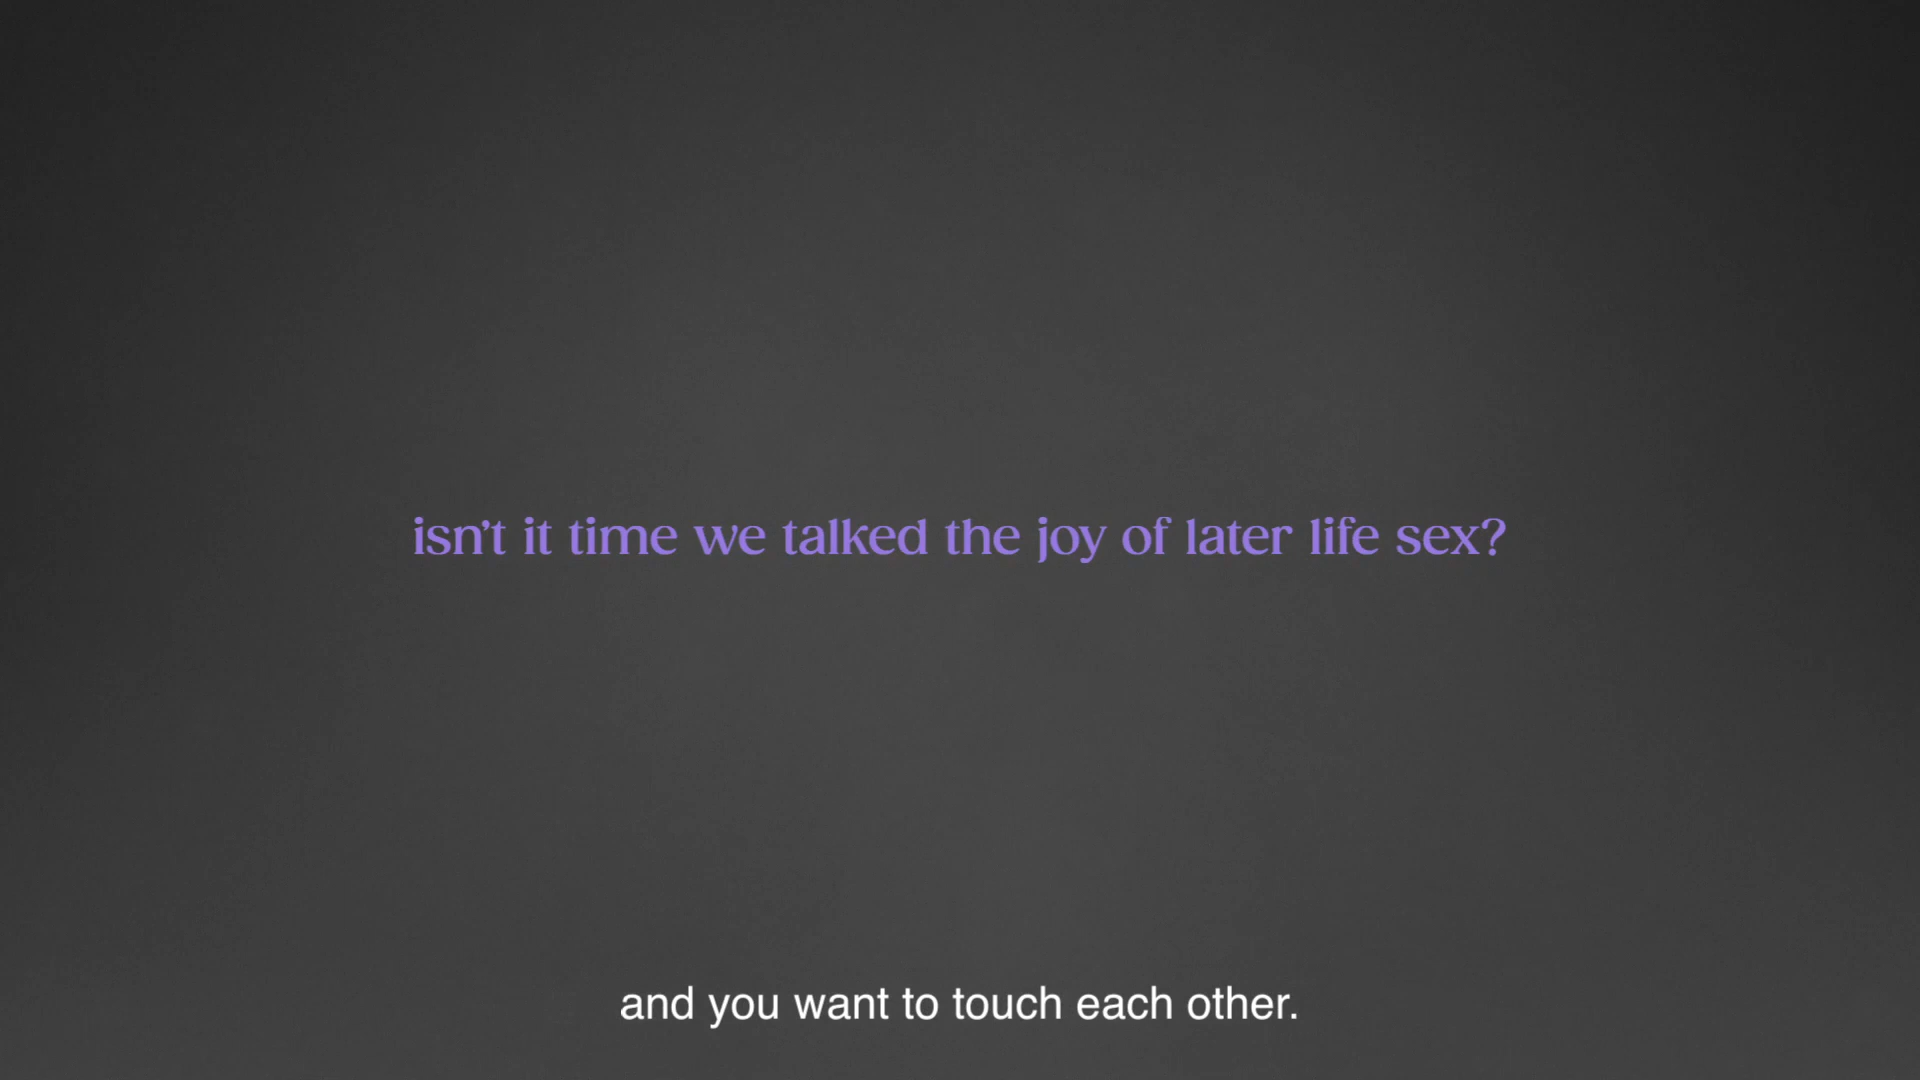 isn't it time we talked the joy of later life sex?
and you want to touch each other.